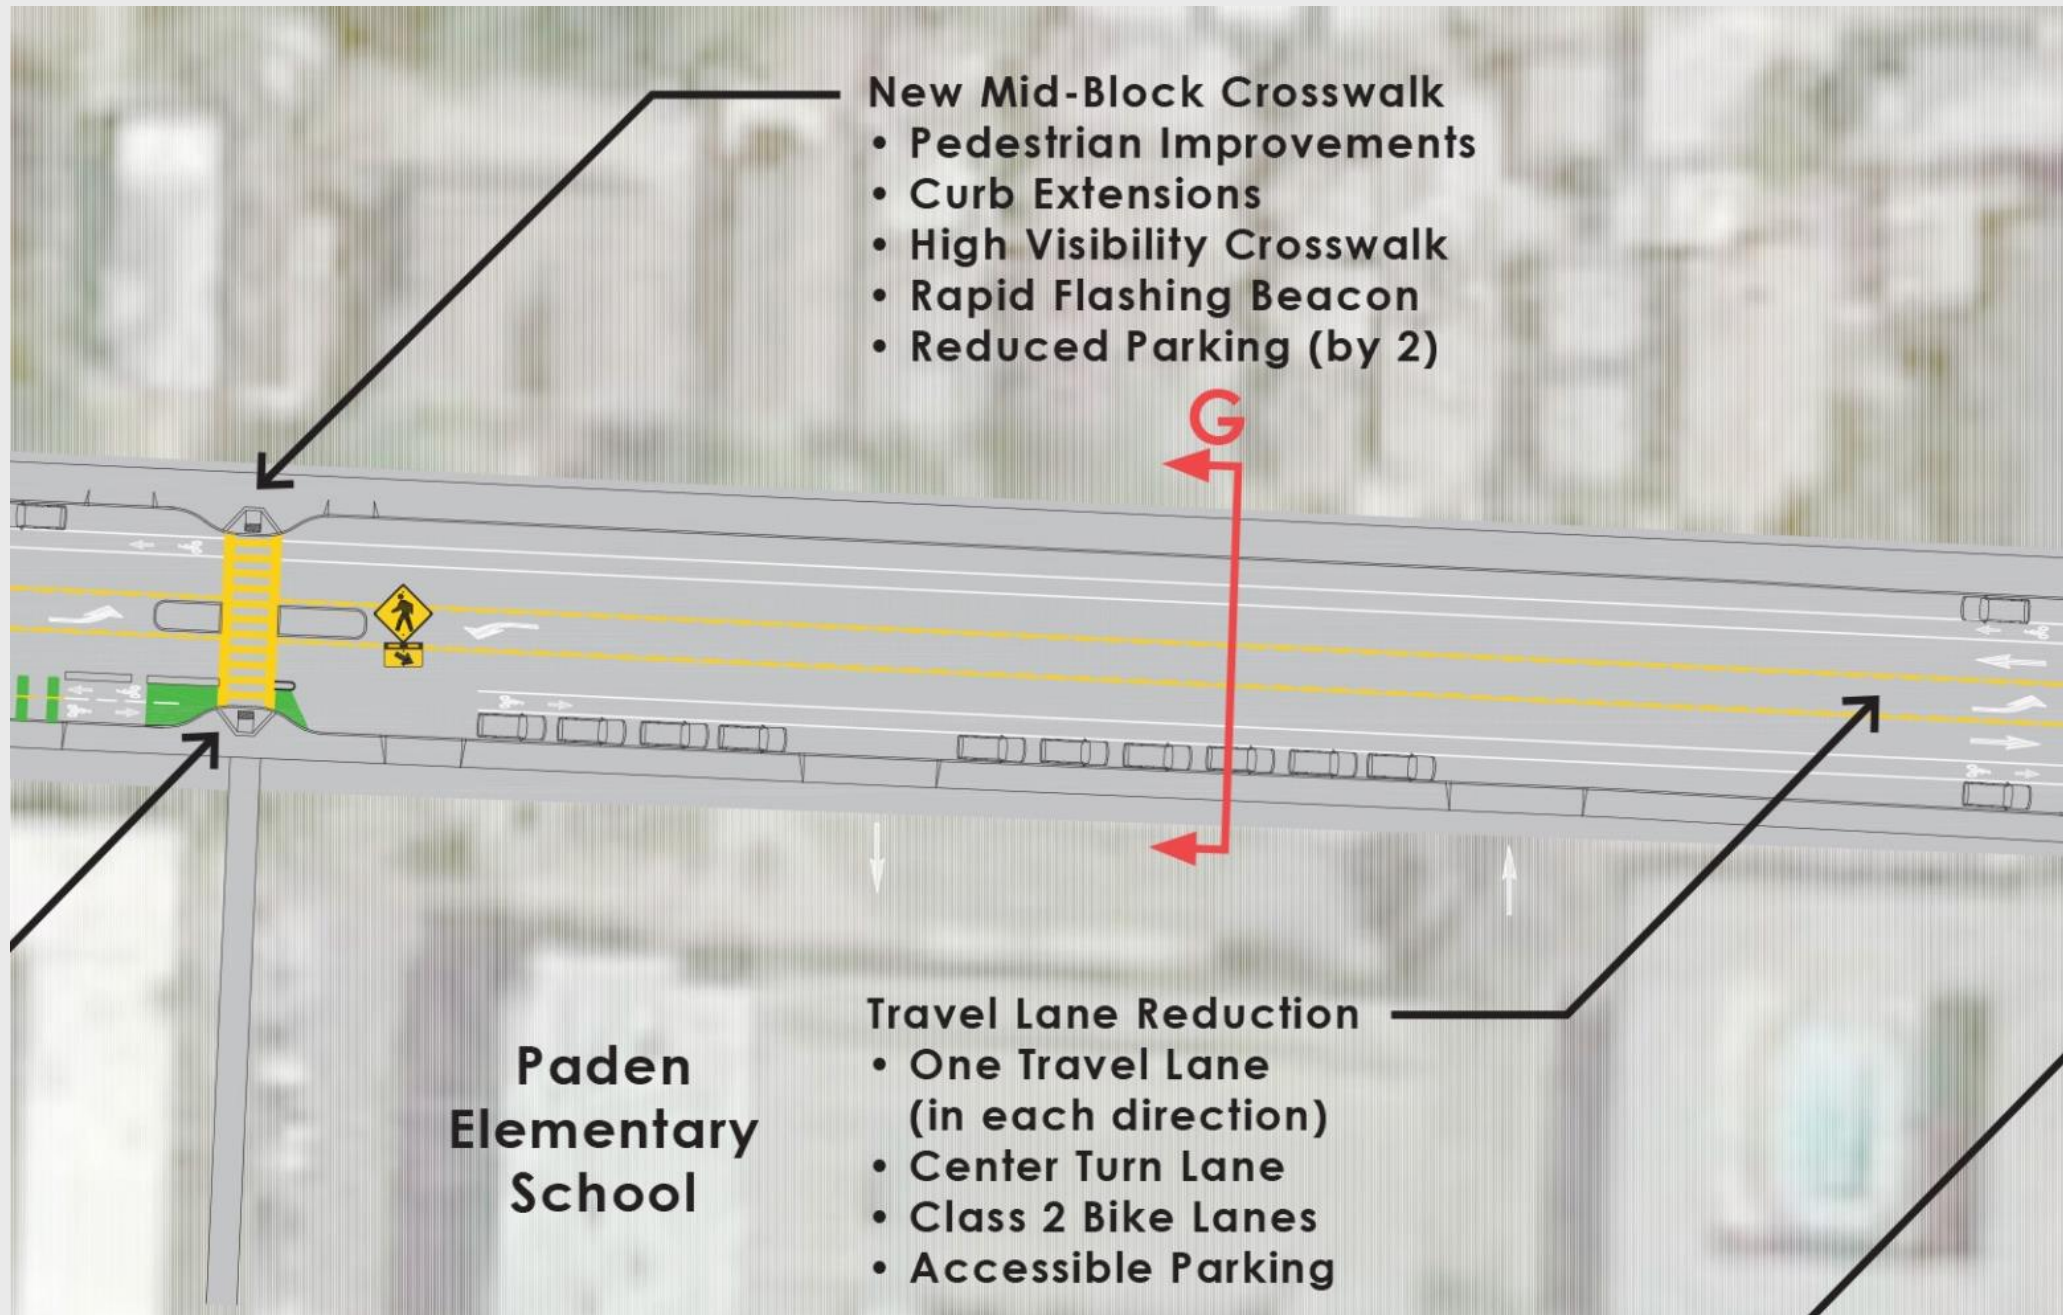 New Mid-Block Crosswalk
• Pedestrian Improvements
• Curb Extensions
• High Visibility Crosswalk
• Rapid Flashing Beacon
• Reduced Parking (by 2)
G
Paden
Elementary
School
Travel Lane Reduction
• One Travel Lane
(in each direction)
• Center Turn Lane
• Class 2 Bike Lanes
• Accessible Parking